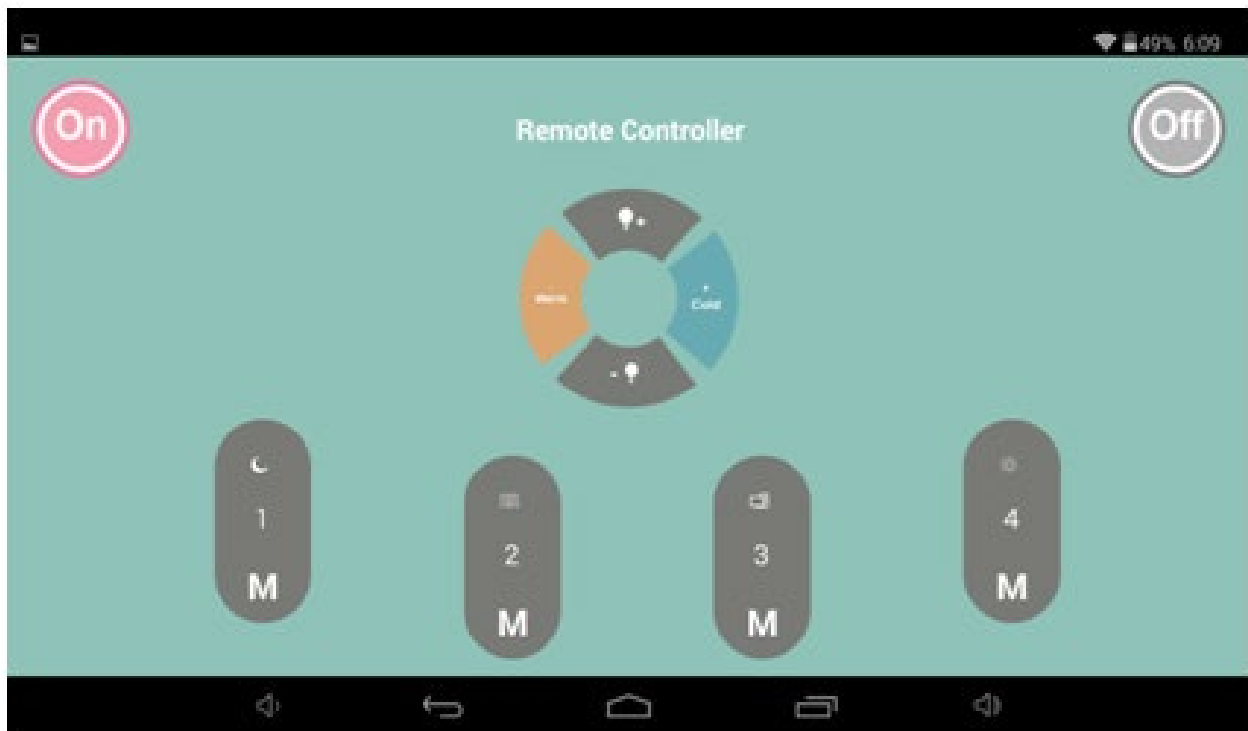 49% 6:09
On
Remote Controller
Off
+
Warm
+
Cold
-
1
M
2
M
3
M
4
M